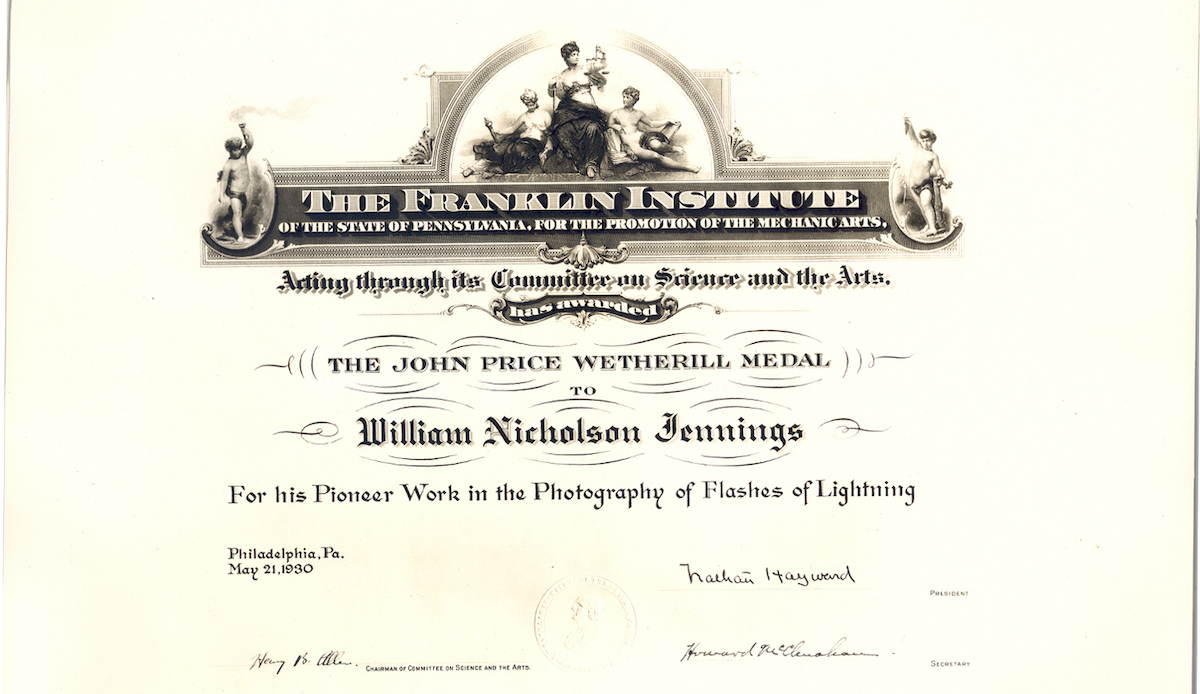 THE FRANKLIN INSTITUTE
OF THE STATE OF PENNSYLVANIA, FOR THE PROMOTION OF THE MECHANIC ARTS,
Acting through its Committee on Science and the Arts,
has awarded
THE JOHN PRICE WETHERILL MEDAL
TO
William Nicholson Jennings
For his Pioneer Work in the Photography of Flashes of Lightning
Philadelphia, Pa.
May 21, 1930
Nathan Hayward
PRESIDENT
Henry B. Allen.
CHAIRMAN OF COMMITTEE ON SCIENCE AND THE ARTS.
Howard McClenahan
SECRETARY